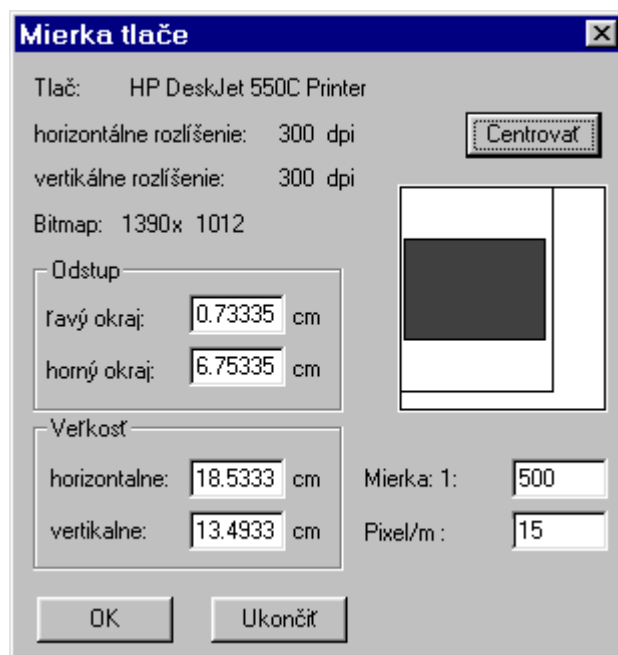 Mierka tlače
Tlač: HP DeskJet 550C Printer
horizontálne rozlíšenie: 300 dpi
Centrovať
vertikálne rozlíšenie: 300 dpi
Bitmap: 1390x 1012
Odstup
ľavý okraj: 0.73335 cm
horný okraj: 6.75335 cm
Veľkosť
horizontalne: 18.5333 cm
Mierka: 1: 500
vertikalne: 13.4933 cm
Pixel/m : 15
OK
Ukončiť